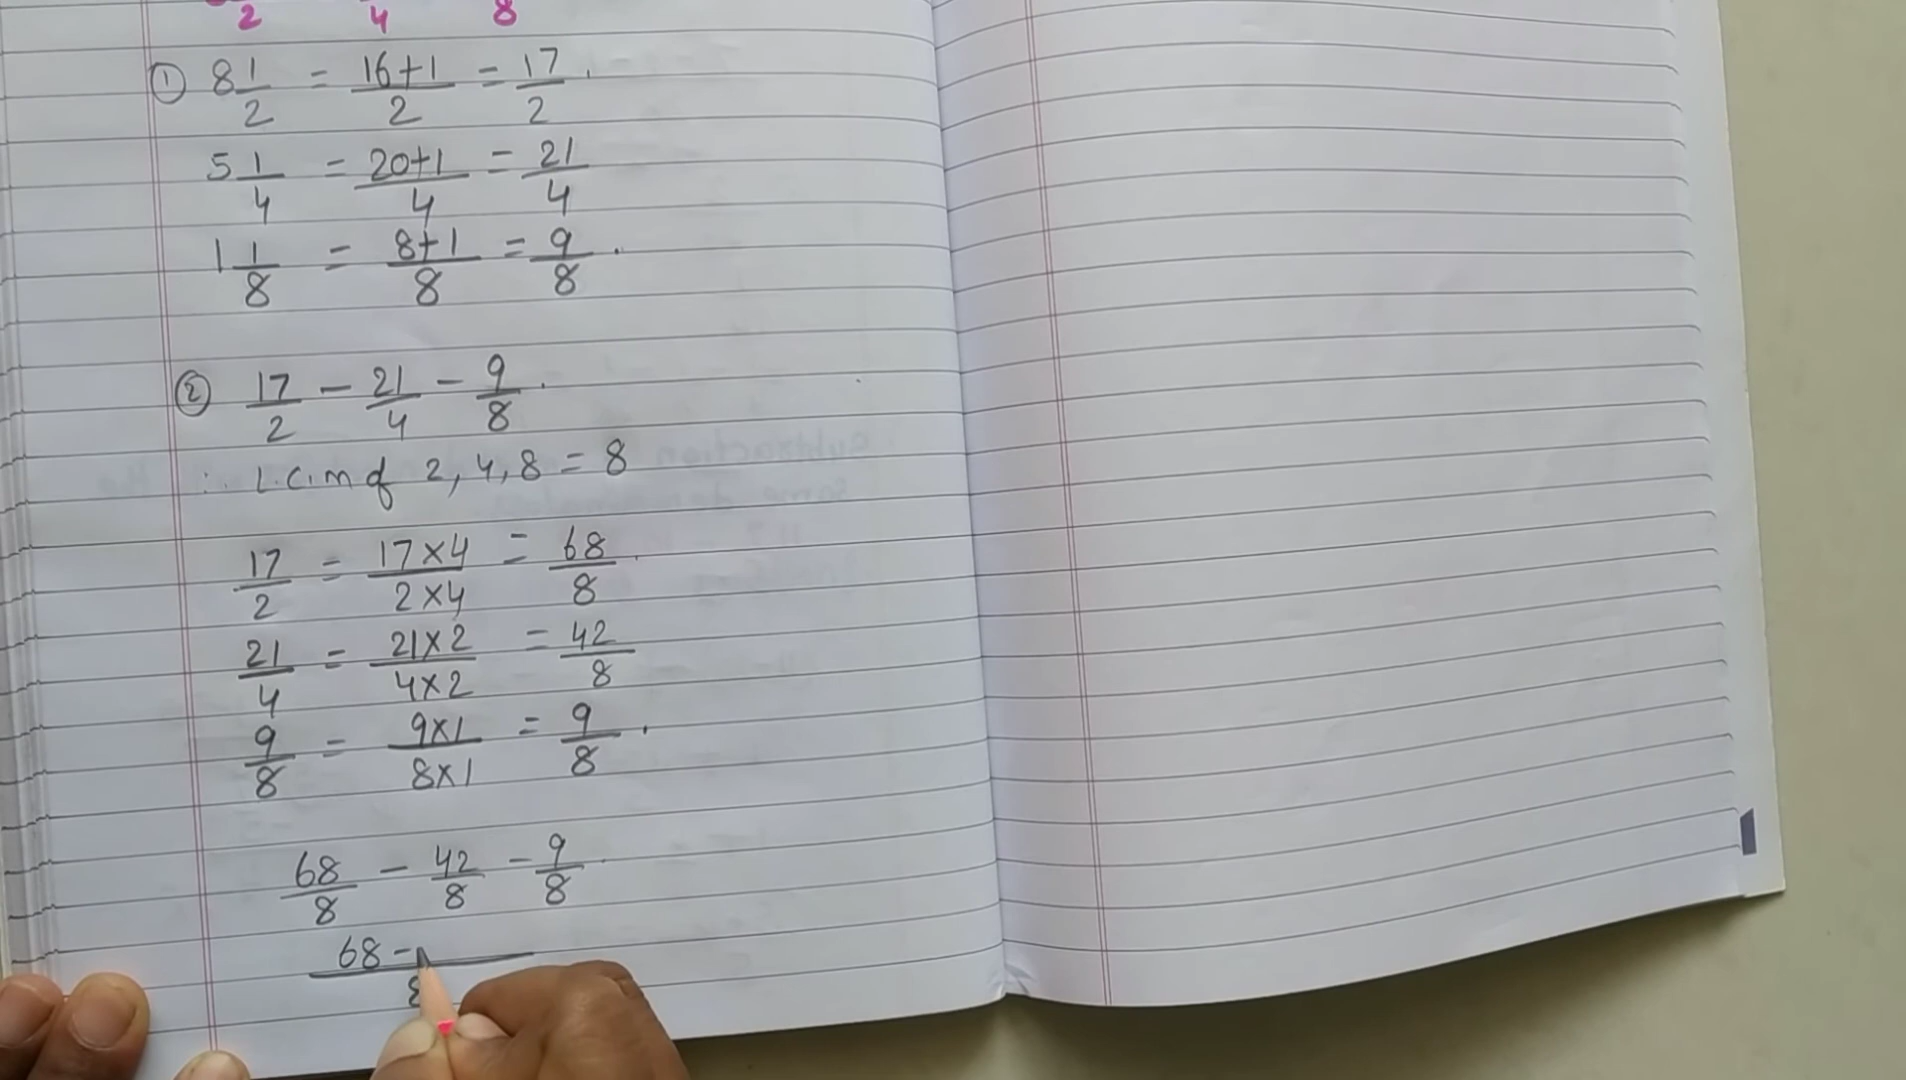 2 4 8
① 8 1/2 = 16+1/2 = 17/2.
5 1/4 = 20+1/4 = 21/4
1 1/8 = 8+1/8 = 9/8.
② 17/2 - 21/4 - 9/8.
∴ L.C.m of 2, 4, 8 = 8
17/2 = 17×4/2×4 = 68/8.
21/4 = 21×2/4×2 = 42/8
9/8 = 9×1/8×1 = 9/8.
68/8 - 42/8 - 9/8.
68 - /8